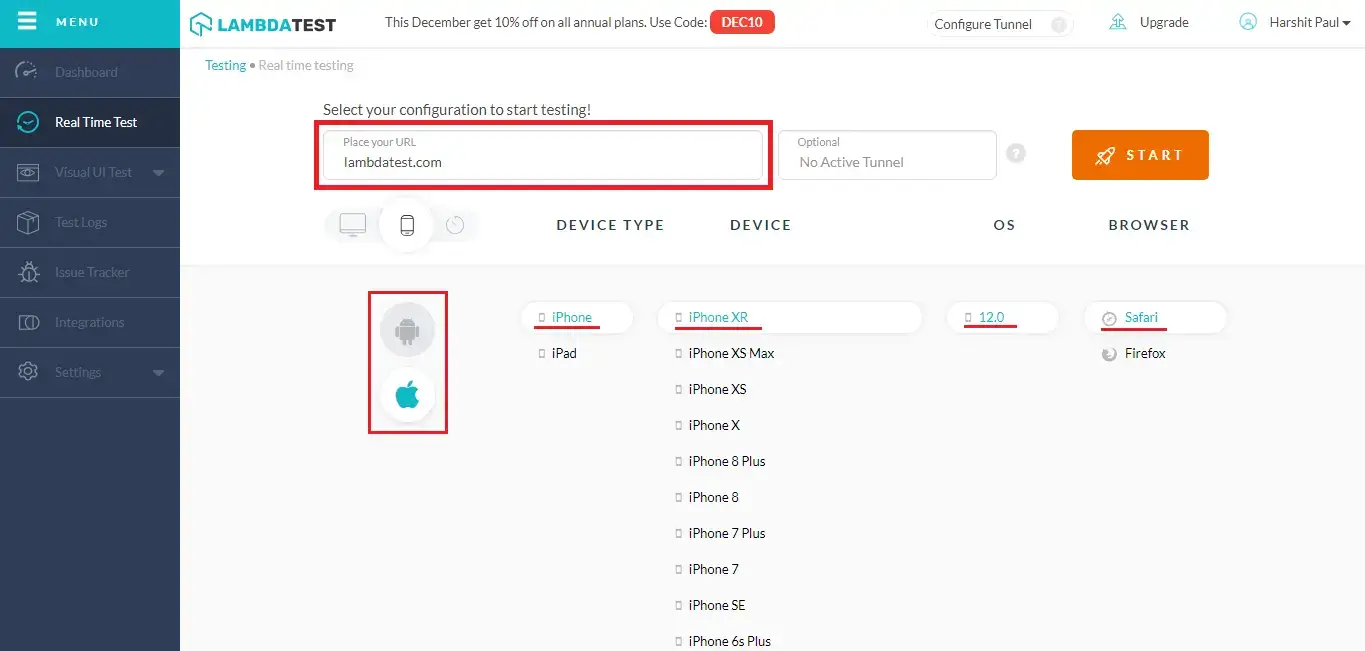 MENU
LAMBDATEST
This December get 10% off on all annual plans. Use Code: DEC10
Configure Tunnel ?
Upgrade
Harshit Paul
Dashboard
Real Time Test
Visual UI Test
Test Logs
Issue Tracker
Integrations
Settings
Testing • Real time testing
Select your configuration to start testing!
Place your URL
lambdatest.com
Optional
No Active Tunnel
?
START
DEVICE TYPE DEVICE OS BROWSER
iPhone iPhone XR 12.0 Safari
iPad iPhone XS Max Firefox
iPhone XS
iPhone X
iPhone 8 Plus
iPhone 8
iPhone 7 Plus
iPhone 7
iPhone SE
iPhone 6s Plus